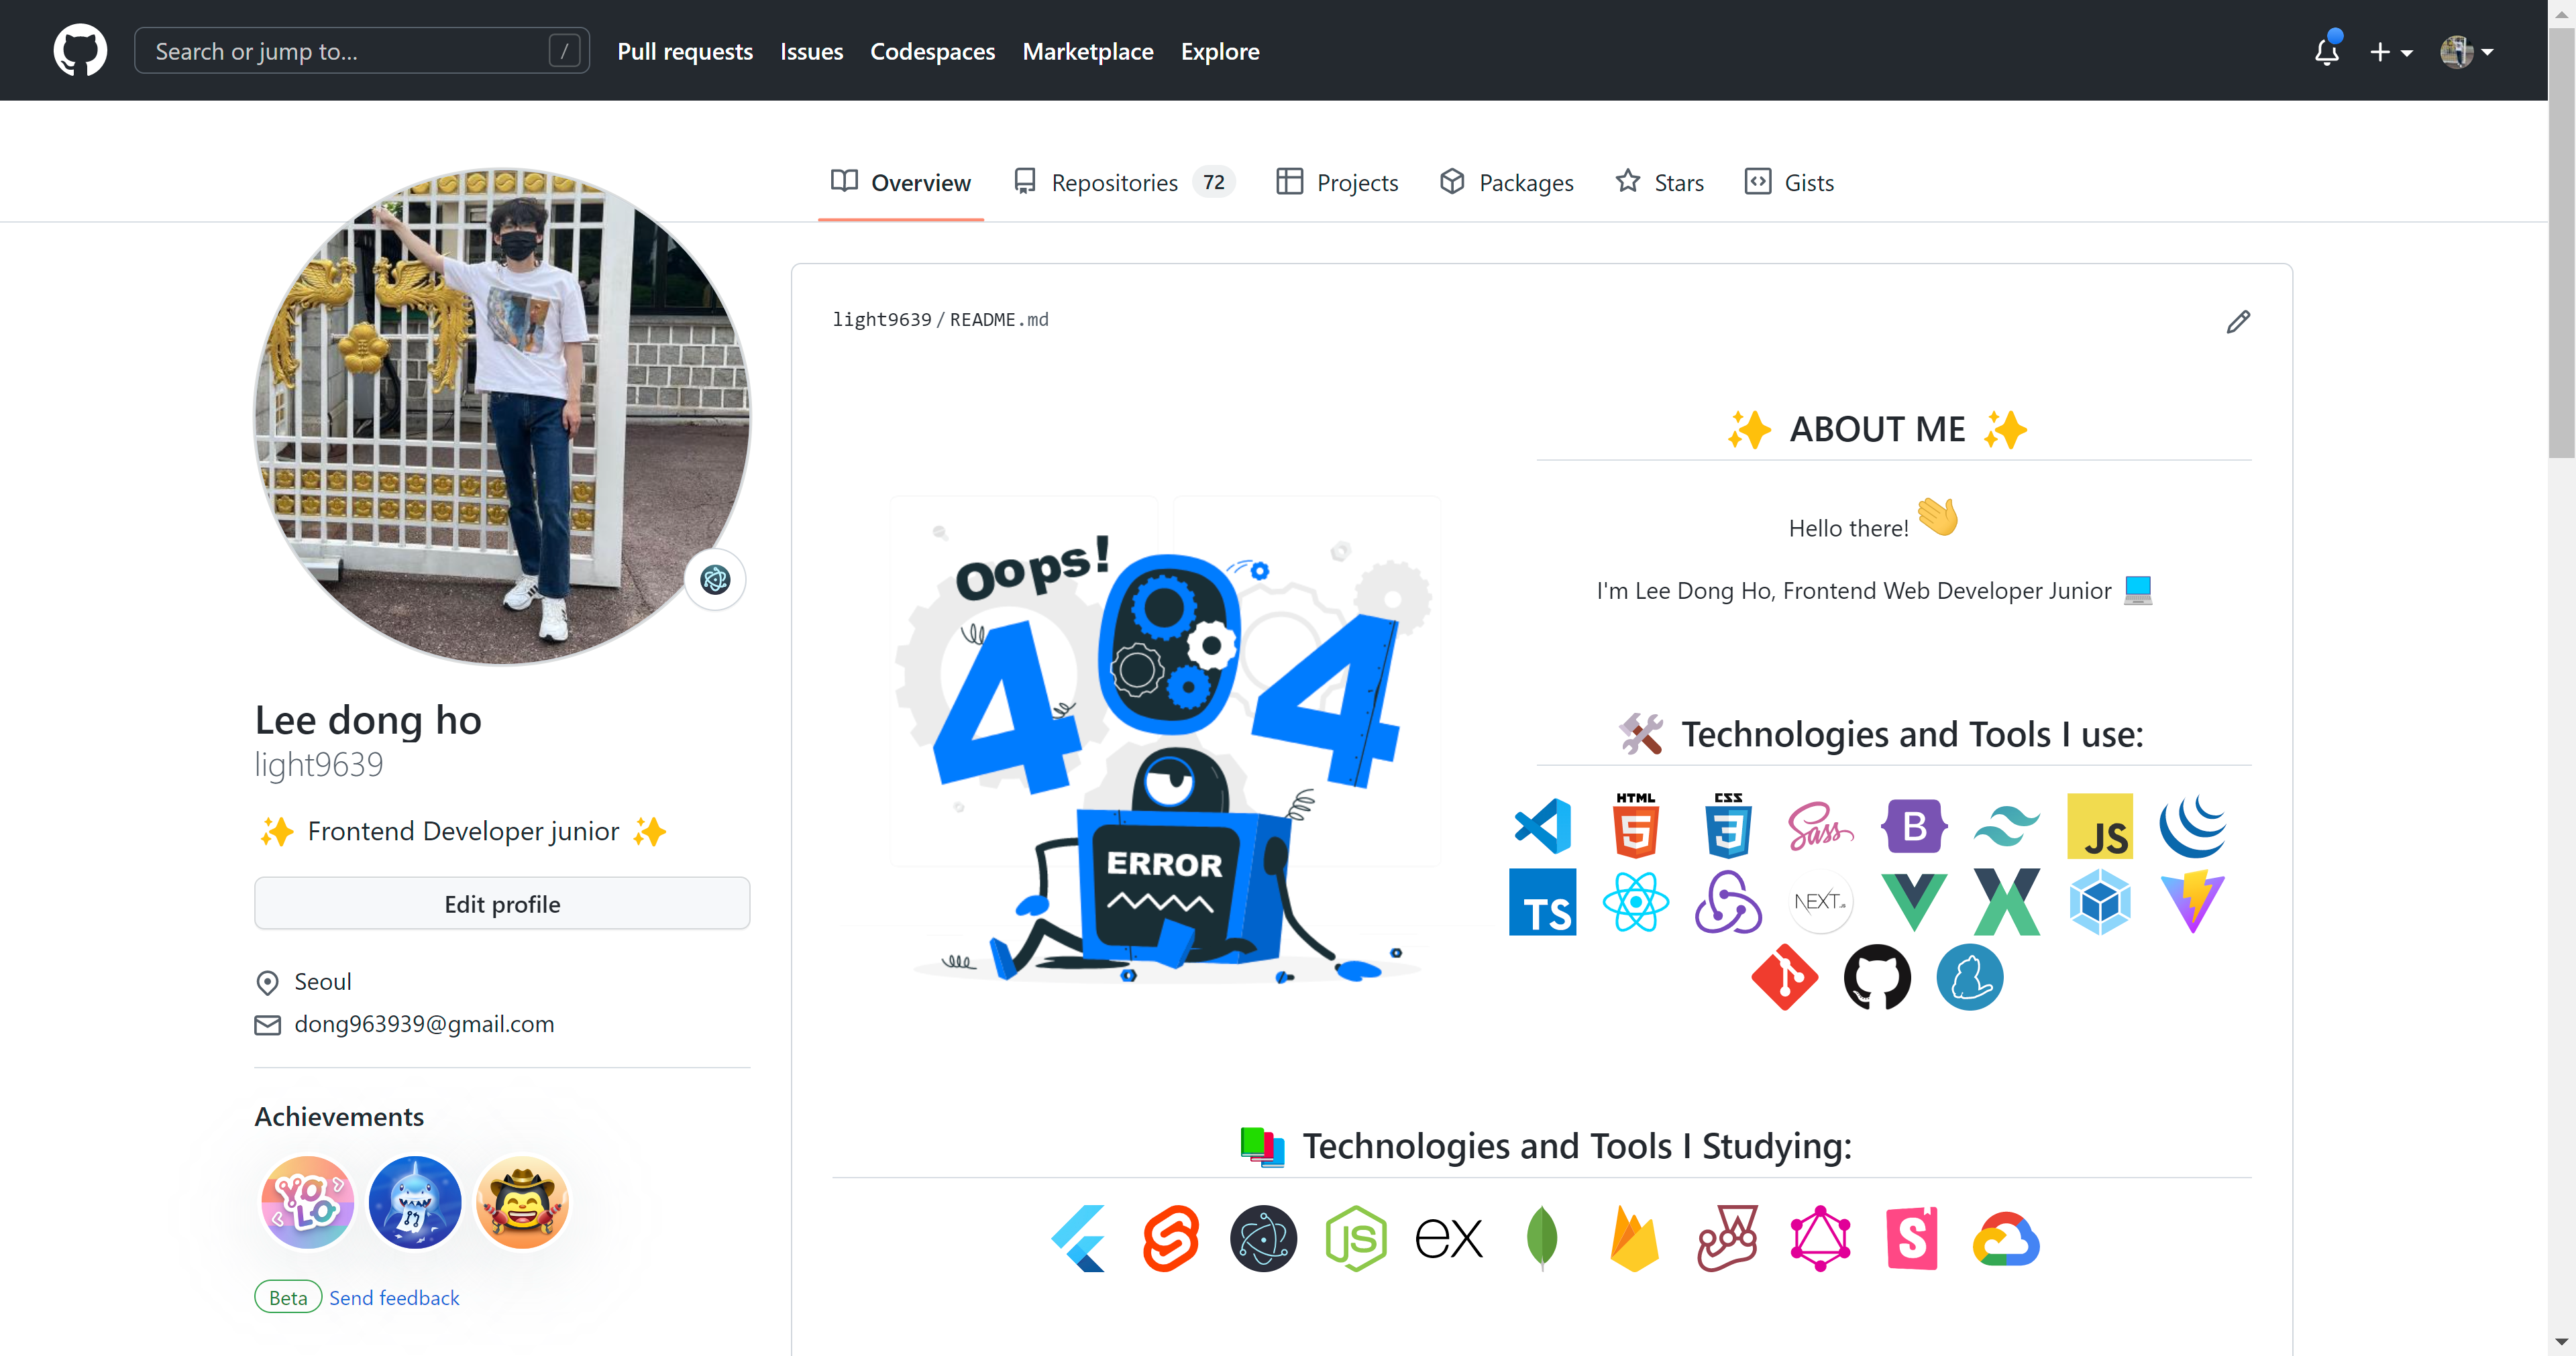 Search or jump to... /
Pull requests Issues Codespaces Marketplace Explore
Overview Repositories 72 Projects Packages Stars Gists
Lee dong ho
light9639
✨ Frontend Developer junior ✨
Edit profile
Seoul
dong963939@gmail.com
Achievements
YOLO
Beta Send feedback
light9639/README.md
Oops!
404
ERROR
✨ ABOUT ME ✨
Hello there! 👋
I'm Lee Dong Ho, Frontend Web Developer Junior 💻
🛠 Technologies and Tools I use:
HTML 5 CSS 3 Sass B JS
TS NEXT.JS
📚 Technologies and Tools I Studying:
JS ex S